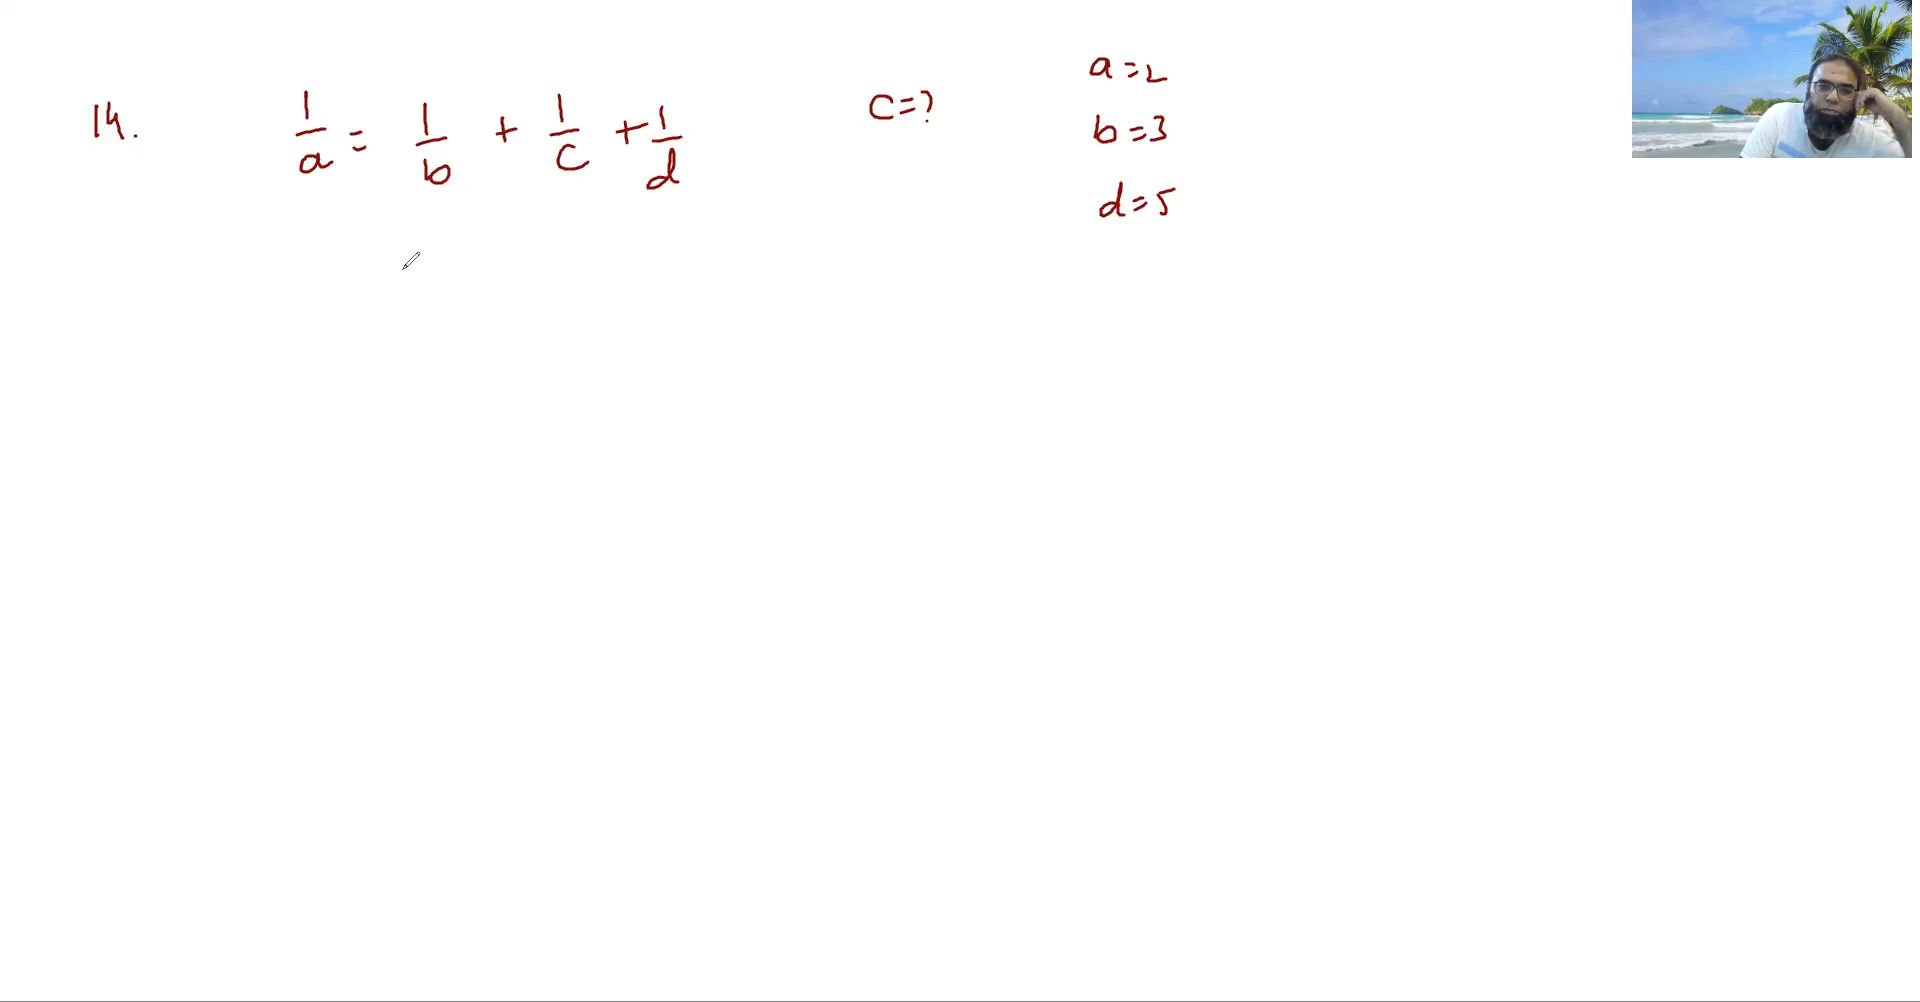 14. 1/a = 1/b + 1/c + 1/d
c=?
a=2
b=3
d=5